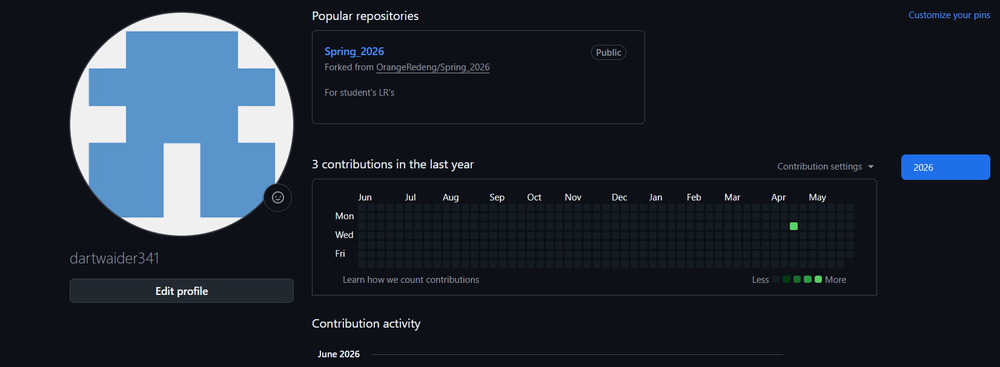 Popular repositories
Customize your pins
Spring_2026
Public
Forked from OrangeRedeng/Spring_2026
For student's LR's
3 contributions in the last year
Contribution settings
2026
Jun Jul Aug Sep Oct Nov Dec Jan Feb Mar Apr May
Mon
Wed
Fri
Learn how we count contributions
Less More
dartwaider341
Edit profile
Contribution activity
June 2026